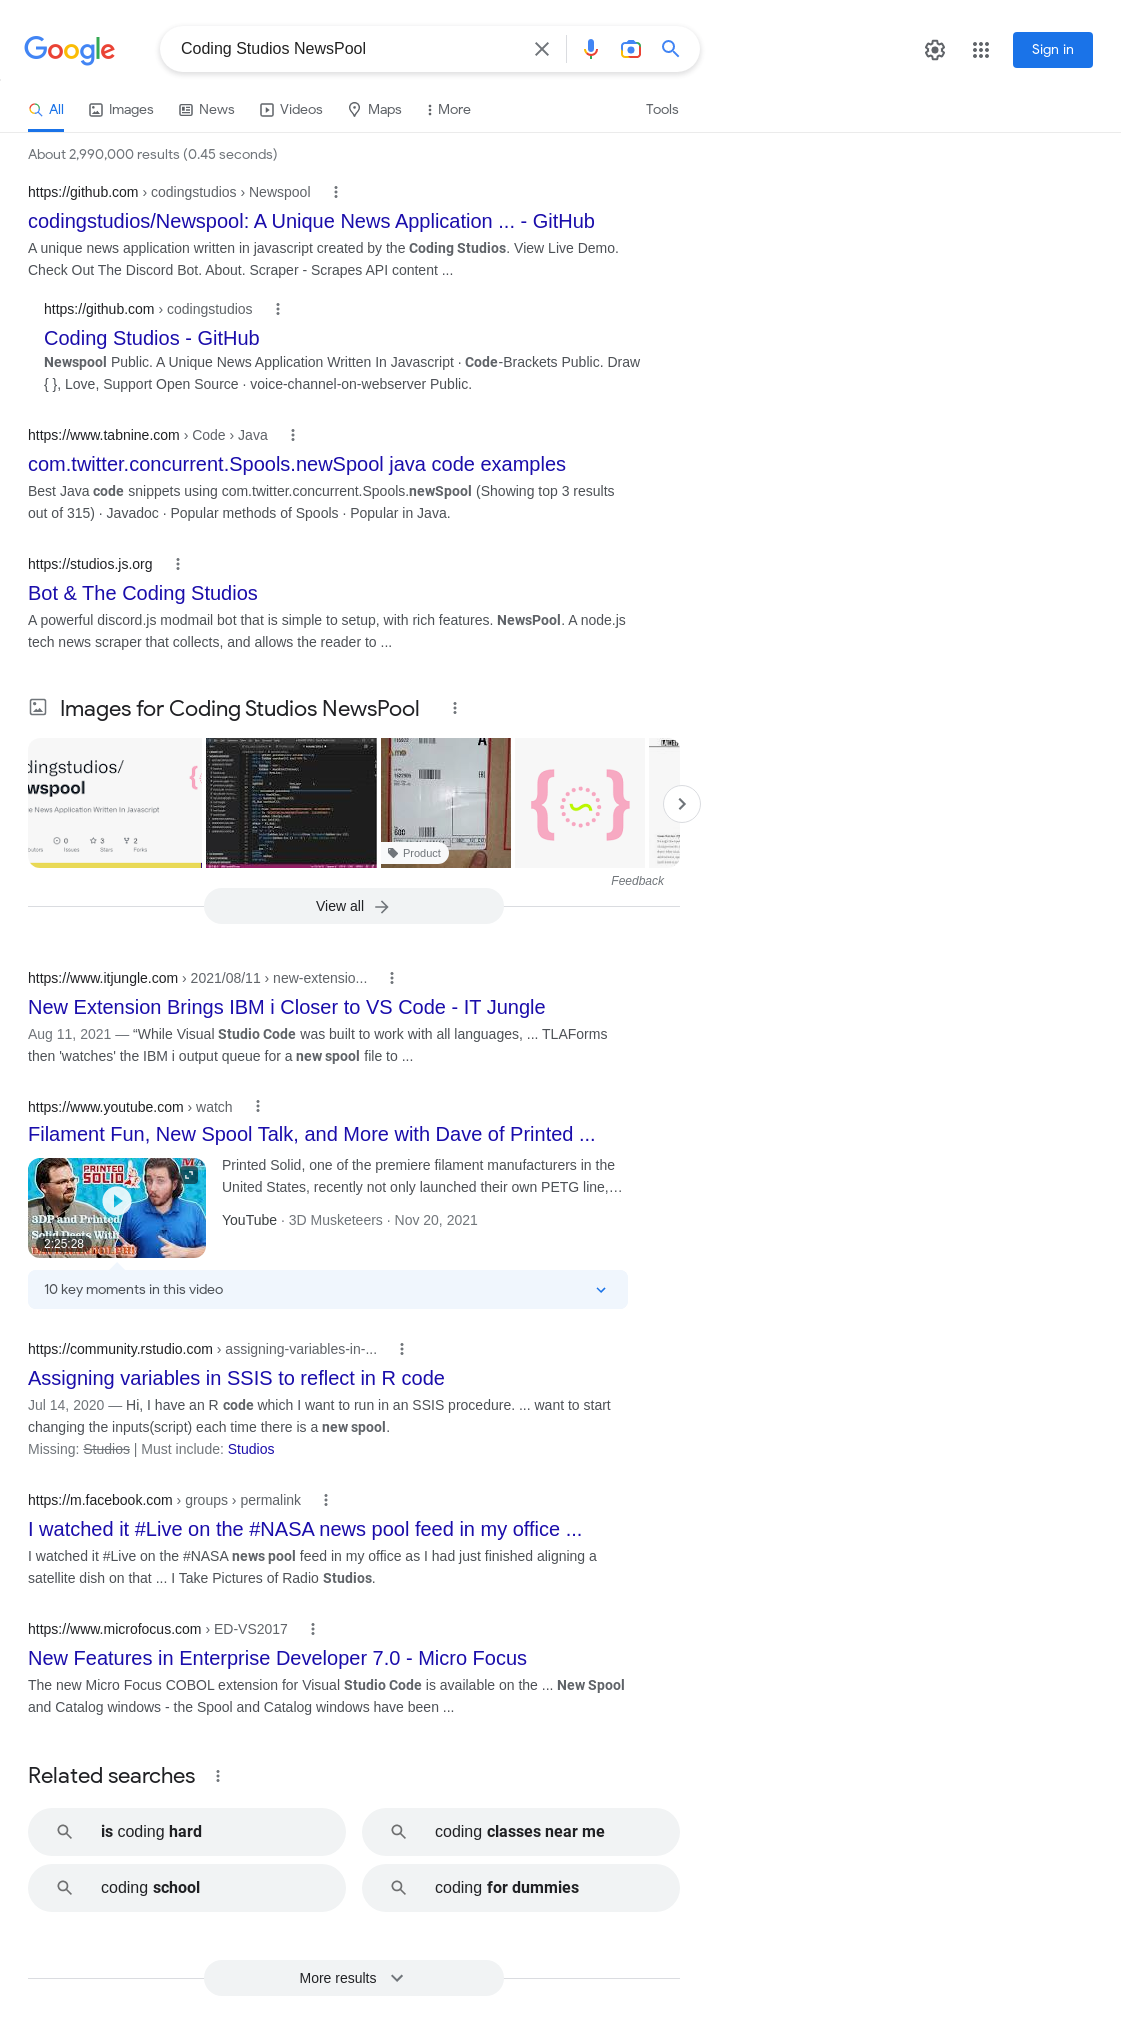 Google
Coding Studios NewsPool
Sign in
All Images News Videos Maps More Tools
About 2,990,000 results (0.45 seconds)
https://github.com › codingstudios › Newspool
codingstudios/Newspool: A Unique News Application ... - GitHub
A unique news application written in javascript created by the Coding Studios. View Live Demo.
Check Out The Discord Bot. About. Scraper - Scrapes API content ...
https://github.com › codingstudios
Coding Studios - GitHub
Newspool Public. A Unique News Application Written In Javascript · Code-Brackets Public. Draw
{ }, Love, Support Open Source · voice-channel-on-webserver Public.
https://www.tabnine.com › Code › Java
com.twitter.concurrent.Spools.newSpool java code examples
Best Java code snippets using com.twitter.concurrent.Spools.newSpool (Showing top 3 results
out of 315) · Javadoc · Popular methods of Spools · Popular in Java.
https://studios.js.org
Bot & The Coding Studios
A powerful discord.js modmail bot that is simple to setup, with rich features. NewsPool. A node.js
tech news scraper that collects, and allows the reader to ...
Images for Coding Studios NewsPool
dingstudios/
wspool
e News Application Written In Javascript
0 3 2
Issues Stars Forks
Product
Feedback
View all
https://www.itjungle.com › 2021/08/11 › new-extensio...
New Extension Brings IBM i Closer to VS Code - IT Jungle
Aug 11, 2021 — “While Visual Studio Code was built to work with all languages, ... TLAForms
then 'watches' the IBM i output queue for a new spool file to ...
https://www.youtube.com › watch
Filament Fun, New Spool Talk, and More with Dave of Printed ...
PRINTED
SOLID
3DP and Printed
Solid Deets With
2:25:28
Printed Solid, one of the premiere filament manufacturers in the
United States, recently not only launched their own PETG line,...
YouTube · 3D Musketeers · Nov 20, 2021
10 key moments in this video
https://community.rstudio.com › assigning-variables-in-...
Assigning variables in SSIS to reflect in R code
Jul 14, 2020 — Hi, I have an R code which I want to run in an SSIS procedure. ... want to start
changing the inputs(script) each time there is a new spool.
Missing: Studios | Must include: Studios
https://m.facebook.com › groups › permalink
I watched it #Live on the #NASA news pool feed in my office ...
I watched it #Live on the #NASA news pool feed in my office as I had just finished aligning a
satellite dish on that ... I Take Pictures of Radio Studios.
https://www.microfocus.com › ED-VS2017
New Features in Enterprise Developer 7.0 - Micro Focus
The new Micro Focus COBOL extension for Visual Studio Code is available on the ... New Spool
and Catalog windows - the Spool and Catalog windows have been ...
Related searches
is coding hard
coding classes near me
coding school
coding for dummies
More results